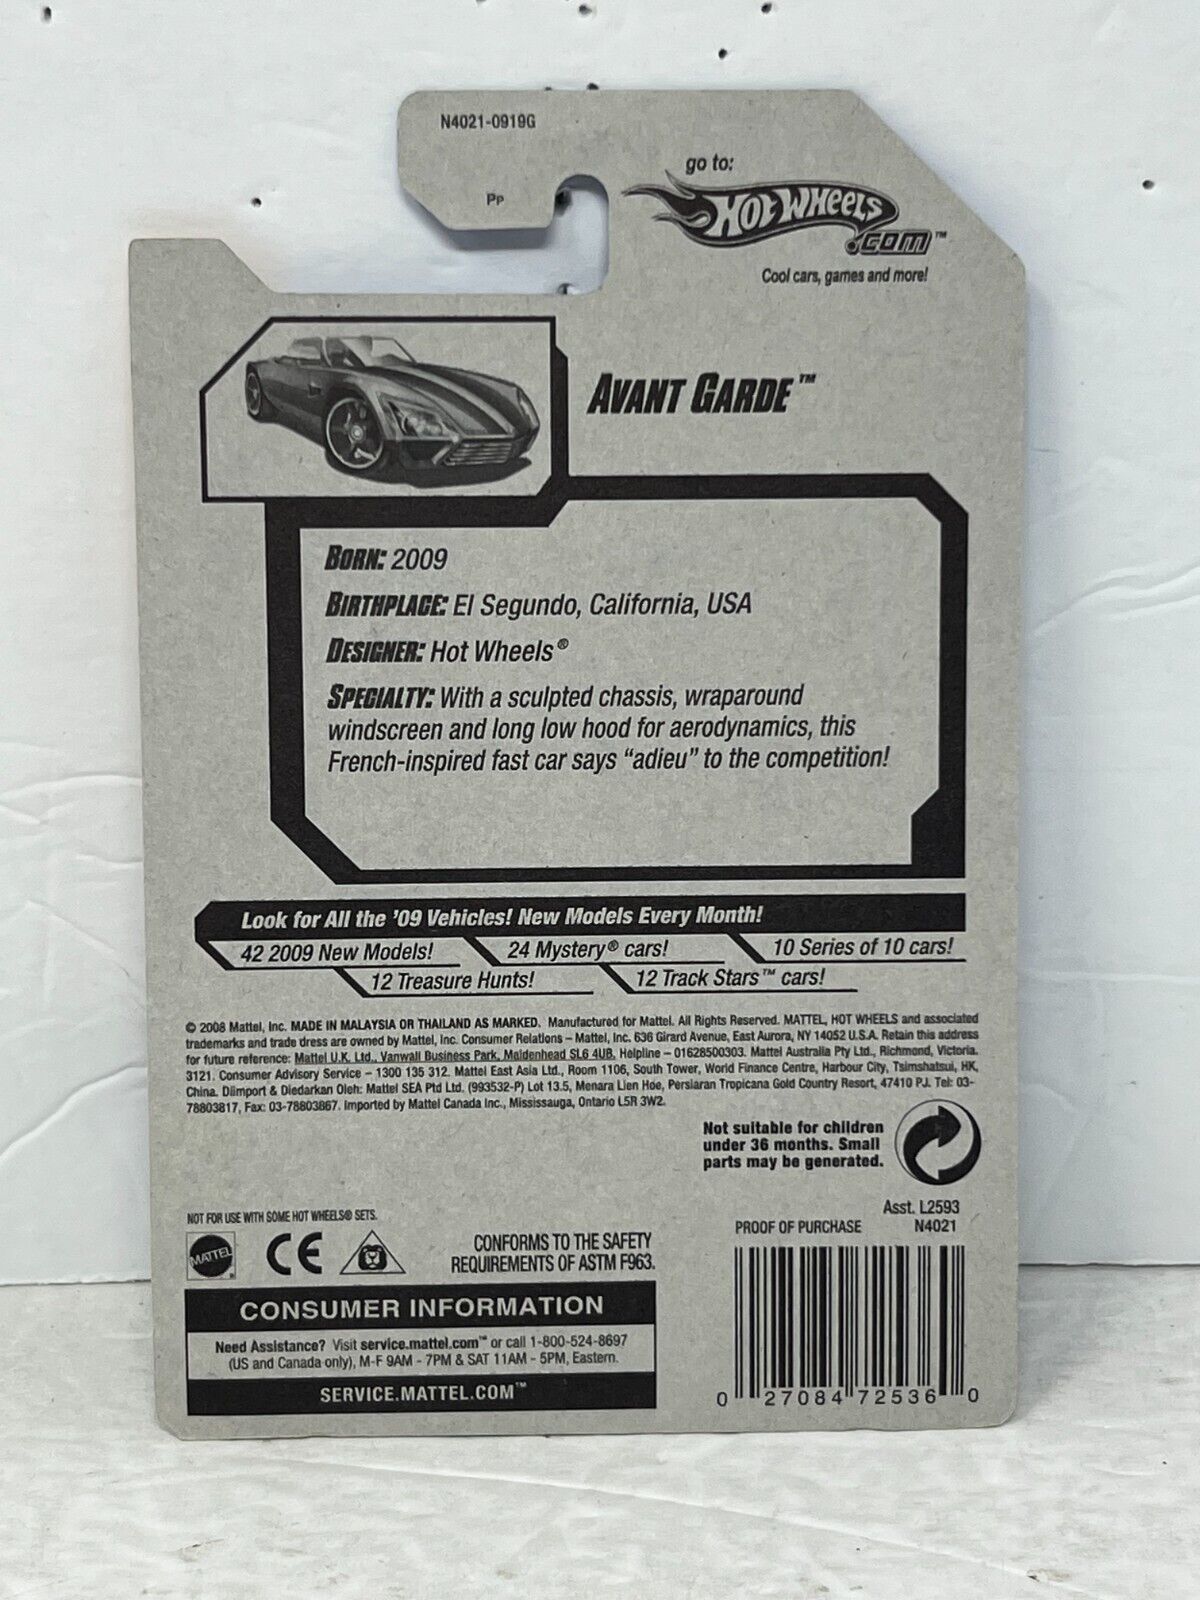 N4021-0919G
PP
go to:
HOT WHEELS
.COM™
Cool cars, games and more!
AVANT GARDE™
BORN: 2009
BIRTHPLACE: El Segundo, California, USA
DESIGNER: Hot Wheels®
SPECIALTY: With a sculpted chassis, wraparound
windscreen and long low hood for aerodynamics, this
French-inspired fast car says “adieu” to the competition!
Look for All the '09 Vehicles! New Models Every Month!
42 2009 New Models!
24 Mystery® cars!
10 Series of 10 cars!
12 Treasure Hunts!
12 Track Stars™ cars!
© 2008 Mattel, Inc. MADE IN MALAYSIA OR THAILAND AS MARKED. Manufactured for Mattel. All Rights Reserved. MATTEL, HOT WHEELS and associated
trademarks and trade dress are owned by Mattel, Inc. Consumer Relations – Mattel, Inc. 636 Girard Avenue, East Aurora, NY 14052 U.S.A. Retain this address
for future reference: Mattel U.K. Ltd., Vanwall Business Park, Maidenhead SL6 4UB. Helpline – 01628500303. Mattel Australia Pty Ltd., Richmond, Victoria.
3121. Consumer Advisory Service – 1300 135 312. Mattel East Asia Ltd., Room 1106, South Tower, World Finance Centre, Harbour City, Tsimshatsui, HK,
China. Diimport & Diedarkan Oleh: Mattel SEA Ptd Ltd. (993532-P) Lot 13.5, Menara Lien Hoe, Persiaran Tropicana Gold Country Resort, 47410 PJ. Tel: 03-
78803817, Fax: 03-78803867. Imported by Mattel Canada Inc., Mississauga, Ontario L5R 3W2.
Not suitable for children
under 36 months. Small
parts may be generated.
Asst. L2593
PROOF OF PURCHASE N4021
NOT FOR USE WITH SOME HOT WHEELS® SETS.
MATTEL ®
CE
CONFORMS TO THE SAFETY
REQUIREMENTS OF ASTM F963.
CONSUMER INFORMATION
Need Assistance? Visit service.mattel.com™ or call 1-800-524-8697
(US and Canada only), M-F 9AM - 7PM & SAT 11AM - 5PM, Eastern.
SERVICE.MATTEL.COM™
0 27084 72536 0